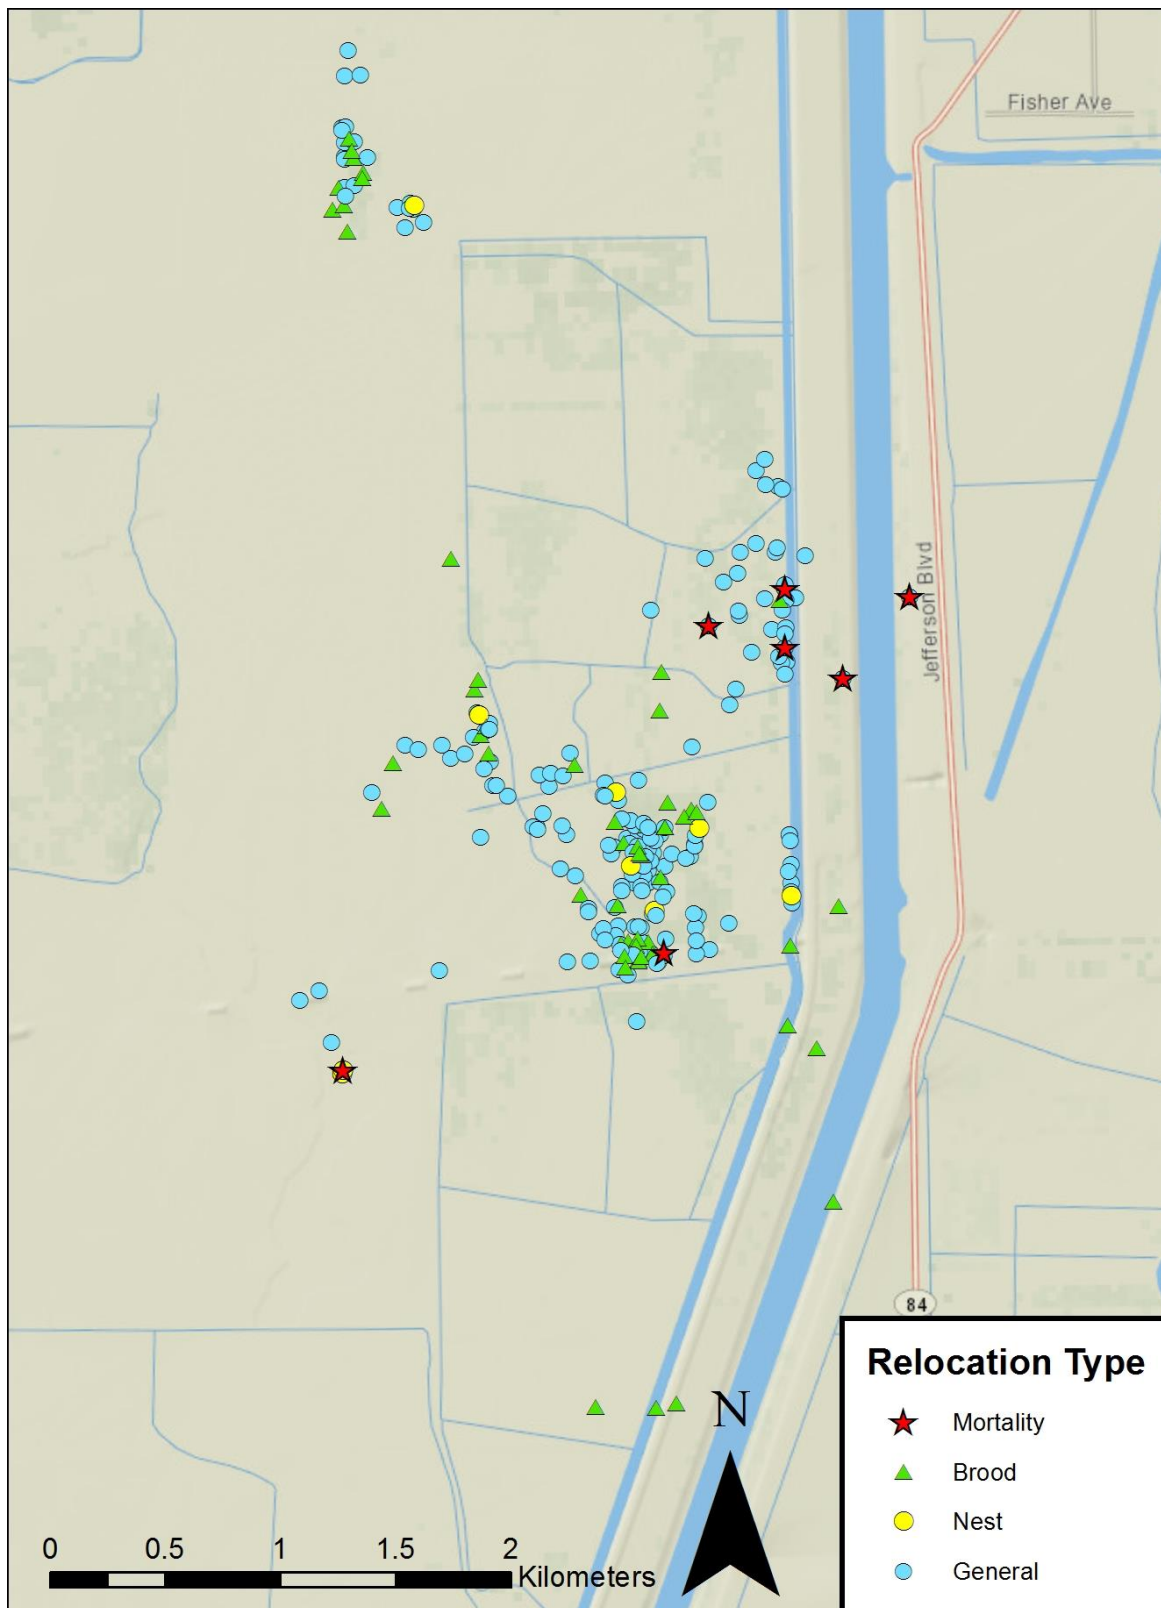 Fisher Ave
Jefferson Blvd
84
Relocation Type
Mortality
Brood
Nest
General
N
0 0.5 1 1.5 2
Kilometers